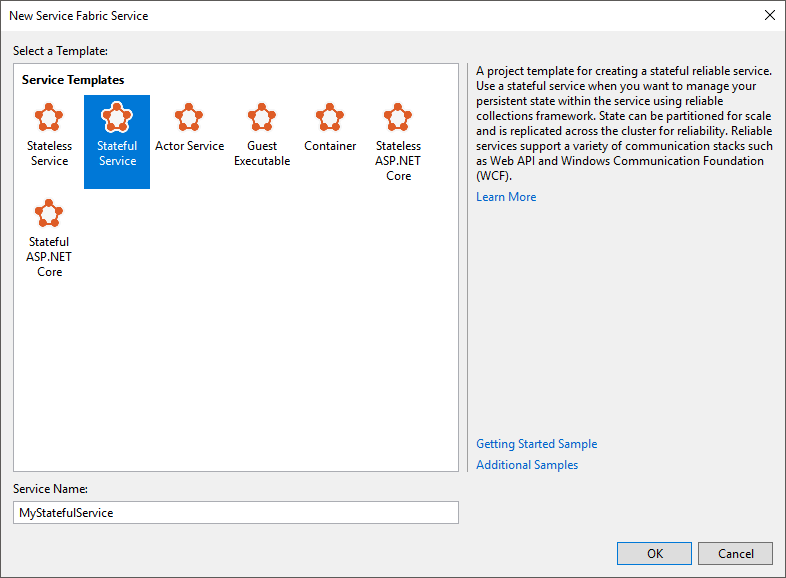 New Service Fabric Service
Select a Template:
Service Templates
Stateless
Service
Stateful
Service
Actor Service
Guest
Executable
Container
Stateless
ASP.NET
Core
Stateful
ASP.NET
Core
A project template for creating a stateful reliable service.
Use a stateful service when you want to manage your
persistent state within the service using reliable
collections framework. State can be partitioned for scale
and is replicated across the cluster for reliability. Reliable
services support a variety of communication stacks such
as Web API and Windows Communication Foundation
(WCF).
Learn More
Getting Started Sample
Additional Samples
Service Name:
MyStatefulService
OK
Cancel